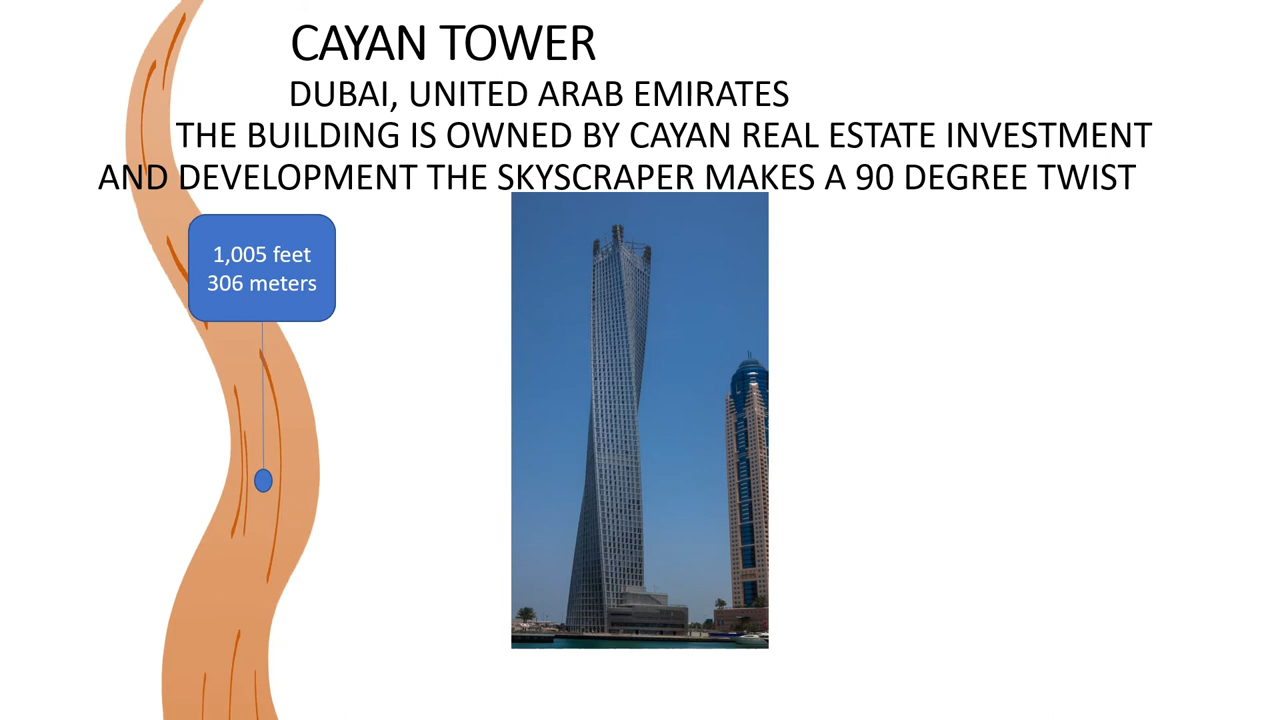 CAYAN TOWER
DUBAI, UNITED ARAB EMIRATES
THE BUILDING IS OWNED BY CAYAN REAL ESTATE INVESTMENT
AND DEVELOPMENT THE SKYSCRAPER MAKES A 90 DEGREE TWIST
1,005 feet
306 meters